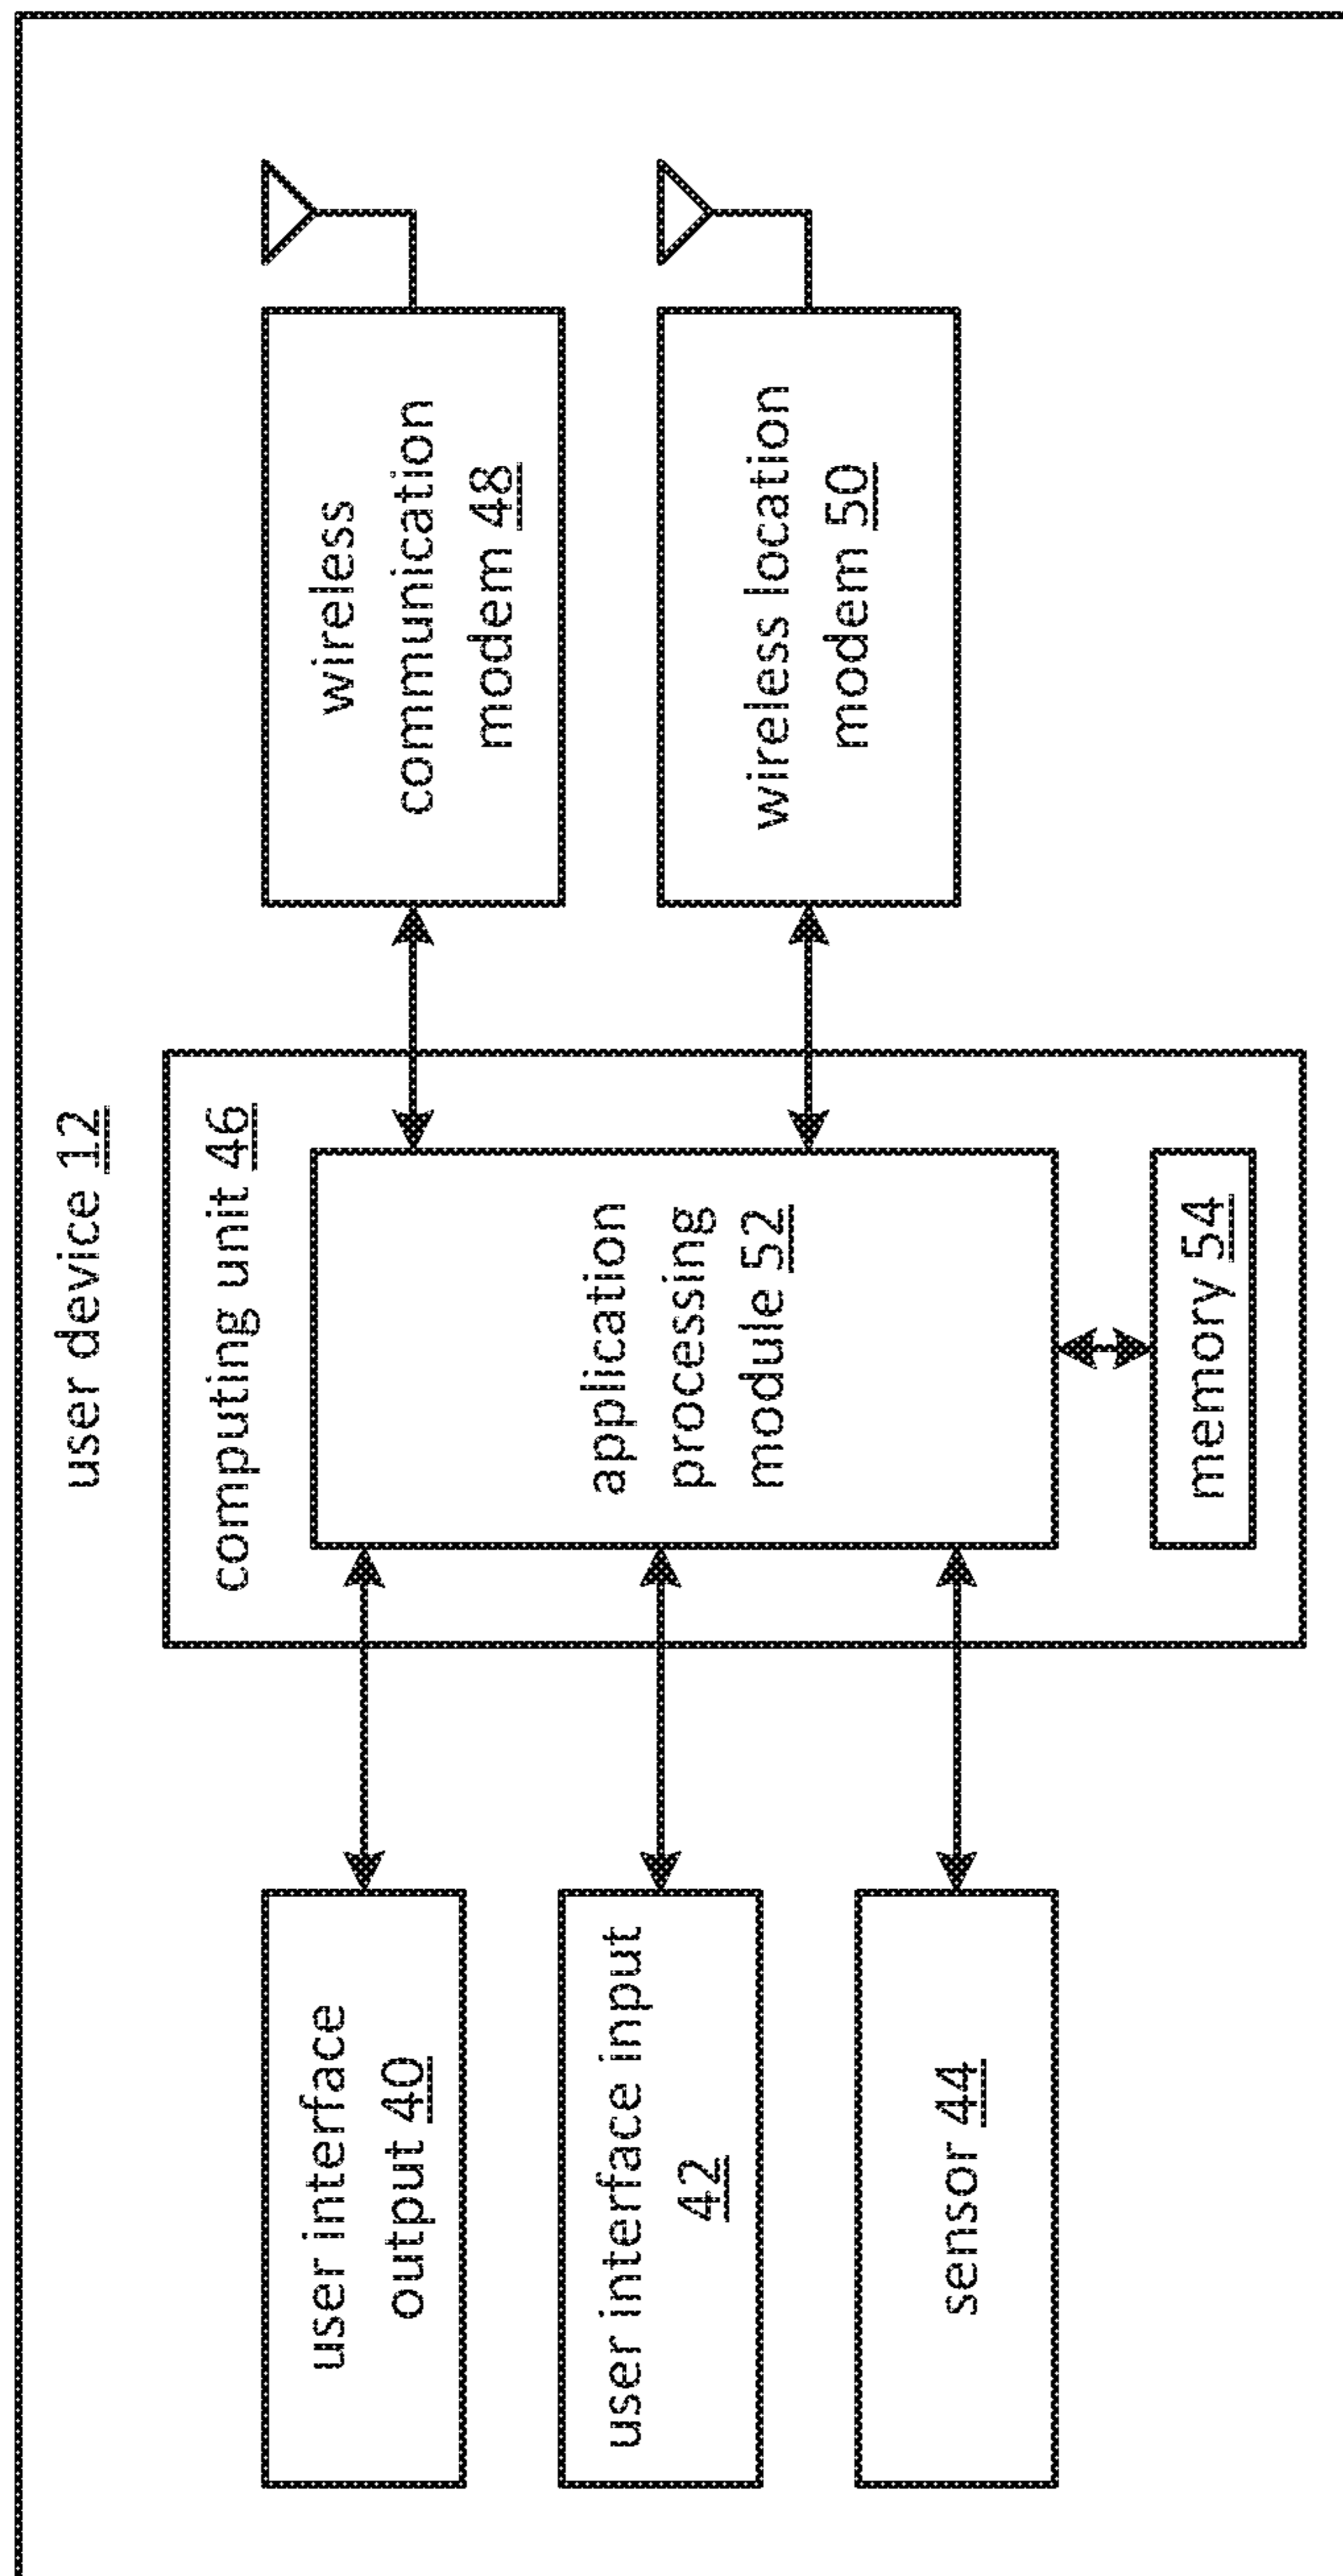 user device 12
computing unit 46
user interface
output 40
user interface input
42
sensor 44
application
processing
module 52
memory 54
wireless
communication
modem 48
wireless location
modem 50